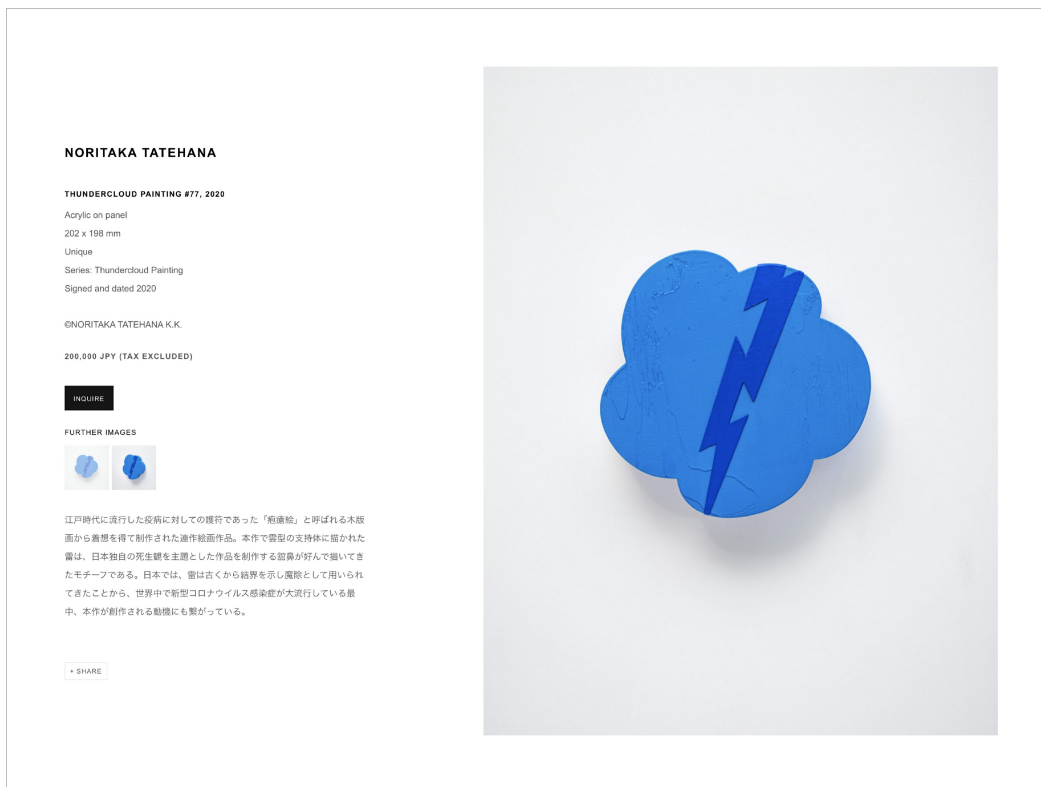 NORITAKA TATEHANA
THUNDERCLOUD PAINTING #77, 2020
Acrylic on panel
202 x 198 mm
Unique
Series: Thundercloud Painting
Signed and dated 2020
©NORITAKA TATEHANA K.K.
200,000 JPY (TAX EXCLUDED)
INQUIRE
FURTHER IMAGES
江戸時代に流行した疫病に対しての護符であった「疱瘡絵」と呼ばれる木版
画から着想を得て制作された連作絵画作品。本作で雲型の支持体に描かれた
雷は、日本独自の死生観を主題とした作品を制作する舘鼻が好んで描いてき
たモチーフである。日本では、雷は古くから結界を示し魔除として用いられ
てきたことから、世界中で新型コロナウイルス感染症が大流行している最
中、本作が創作される動機にも繋がっている。
+ SHARE